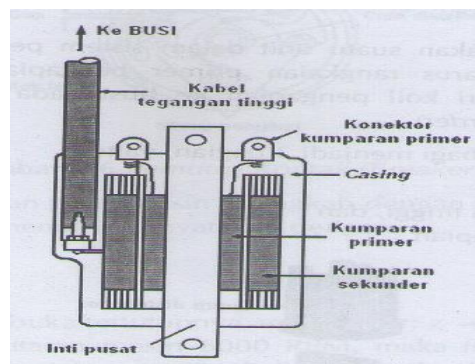 Ke BUSI
Kabel
tegangan tinggi
Konektor
kumparan primer
Casing
Kumparan
primer
Kumparan
sekunder
Inti pusat